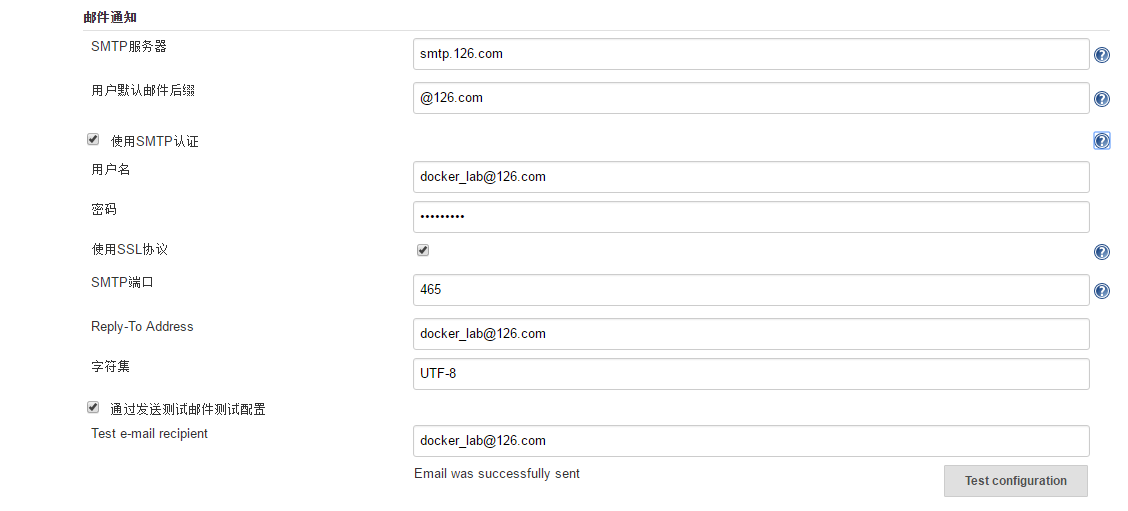 邮件通知
SMTP服务器
smtp.126.com
用户默认邮件后缀
@126.com
使用SMTP认证
用户名
docker_lab@126.com
密码
•••••••••
使用SSL协议
SMTP端口
465
Reply-To Address
docker_lab@126.com
字符集
UTF-8
通过发送测试邮件测试配置
Test e-mail recipient
docker_lab@126.com
Email was successfully sent
Test configuration